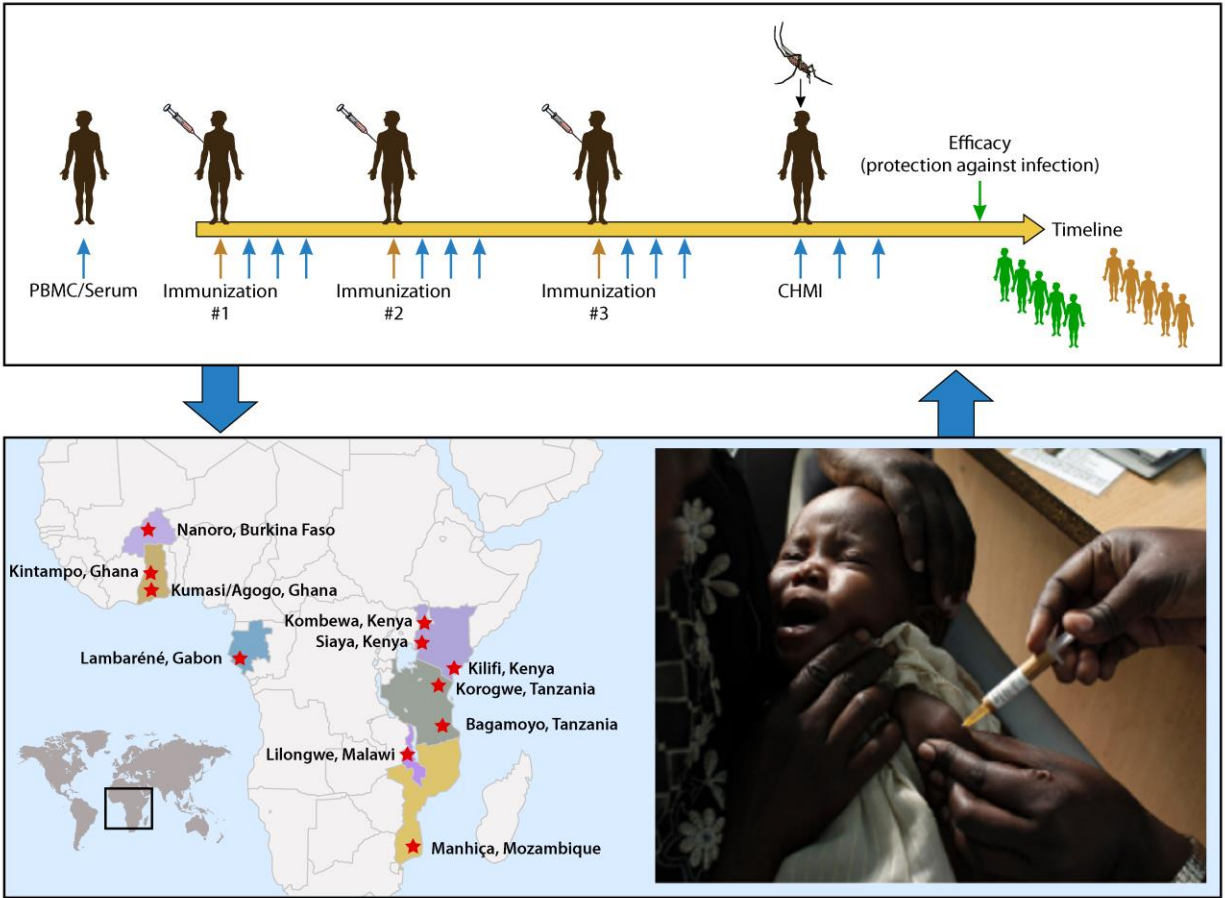 Efficacy
(protection against infection)
Timeline
PBMC/Serum
Immunization
#1
Immunization
#2
Immunization
#3
CHMI
Nanoro, Burkina Faso
Kintampo, Ghana
Kumasi/Agogo, Ghana
Kombewa, Kenya
Siaya, Kenya
Lambaréné, Gabon
Kilifi, Kenya
Korogwe, Tanzania
Bagamoyo, Tanzania
Lilongwe, Malawi
Manhiça, Mozambique